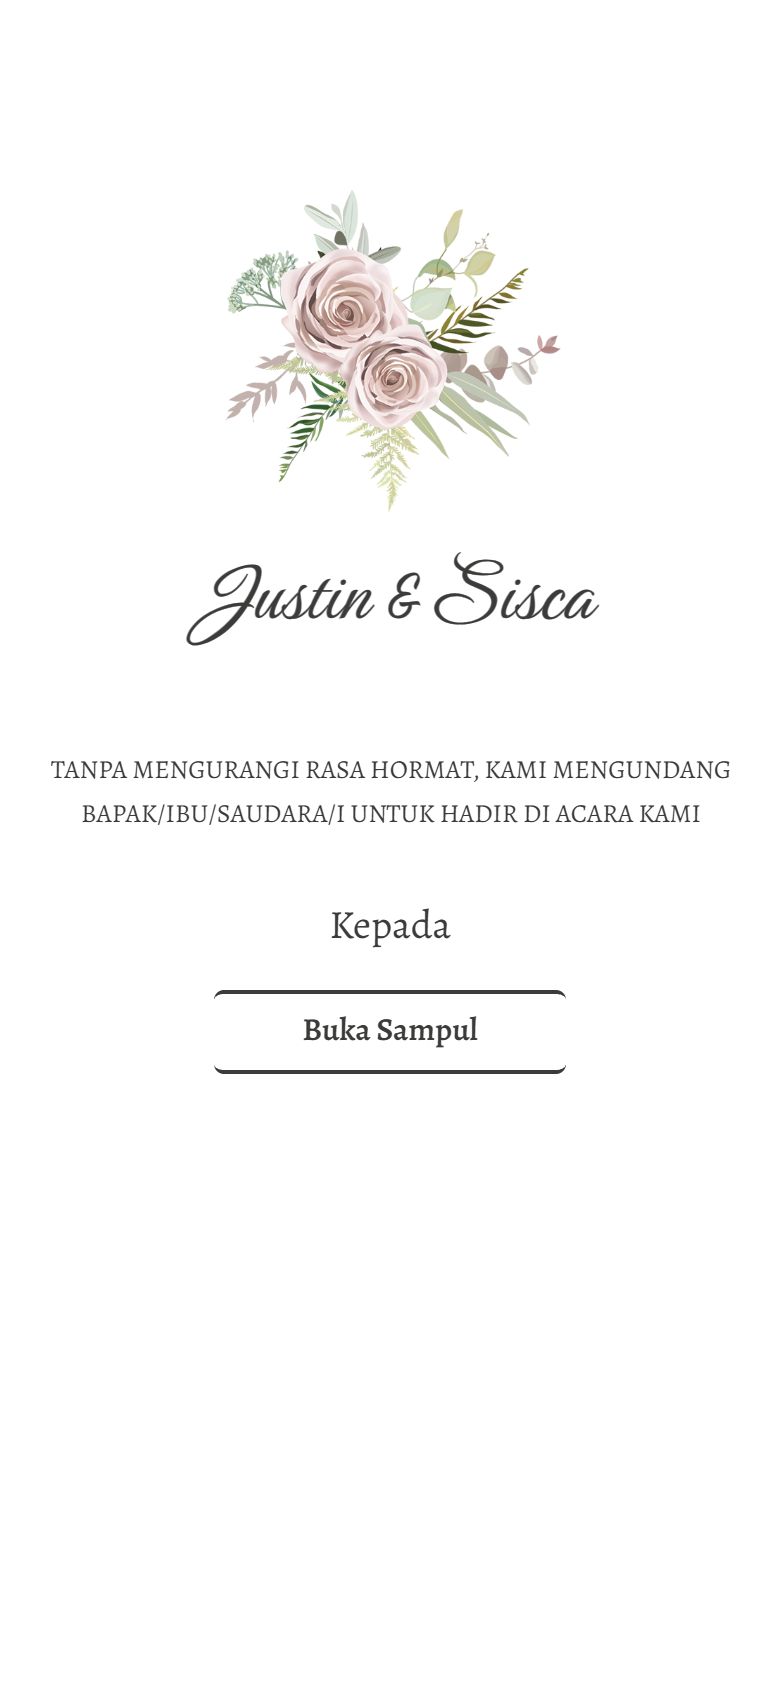 Justin & Sisca
TANPA MENGURANGI RASA HORMAT, KAMI MENGUNDANG
BAPAK/IBU/SAUDARA/I UNTUK HADIR DI ACARA KAMI
Kepada
Buka Sampul